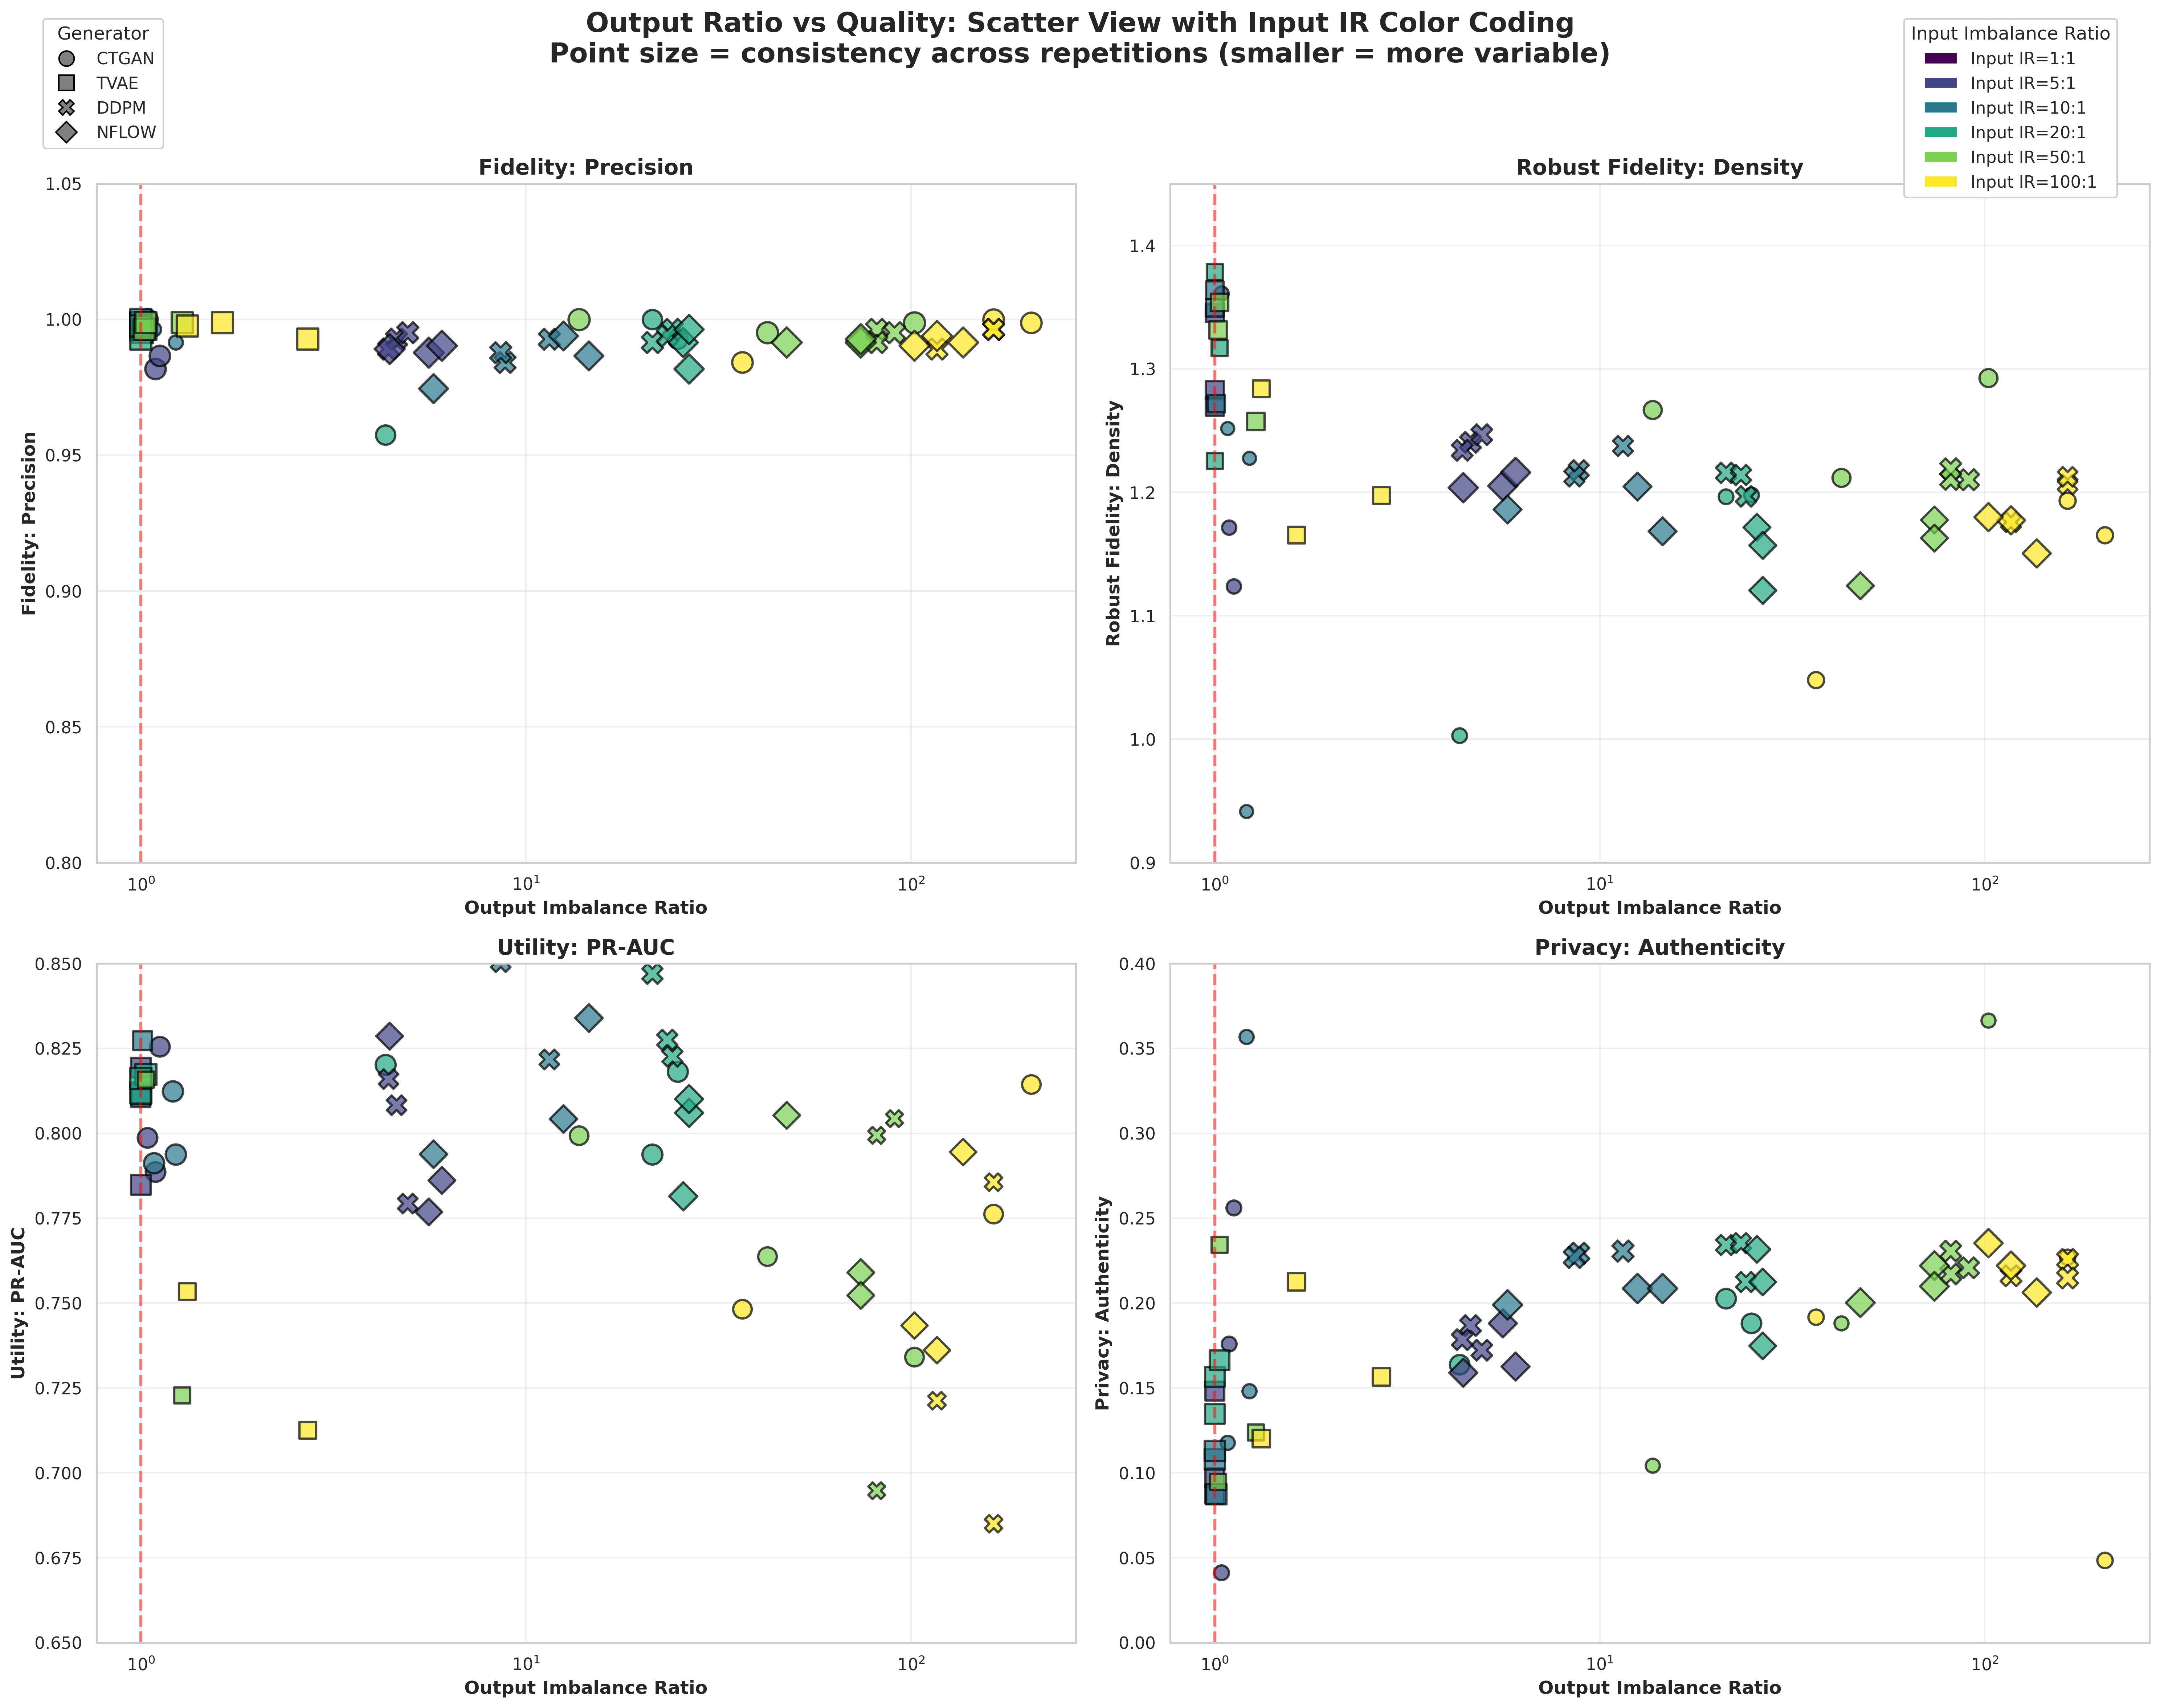 Output Ratio vs Quality: Scatter View with Input IR Color Coding
Point size = consistency across repetitions (smaller = more variable)
Generator
CTGAN
TVAE
DDPM
NFLOW
Input Imbalance Ratio
Input IR=1:1
Input IR=5:1
Input IR=10:1
Input IR=20:1
Input IR=50:1
Input IR=100:1
Fidelity: Precision
Fidelity: Precision
1.05
1.00
0.95
0.90
0.85
0.80
10⁰
10¹
10²
Output Imbalance Ratio
Robust Fidelity: Density
Robust Fidelity: Density
1.4
1.3
1.2
1.1
1.0
0.9
10⁰
10¹
10²
Output Imbalance Ratio
Utility: PR-AUC
Utility: PR-AUC
0.850
0.825
0.800
0.775
0.750
0.725
0.700
0.675
0.650
10⁰
10¹
10²
Output Imbalance Ratio
Privacy: Authenticity
Privacy: Authenticity
0.40
0.35
0.30
0.25
0.20
0.15
0.10
0.05
0.00
10⁰
10¹
10²
Output Imbalance Ratio